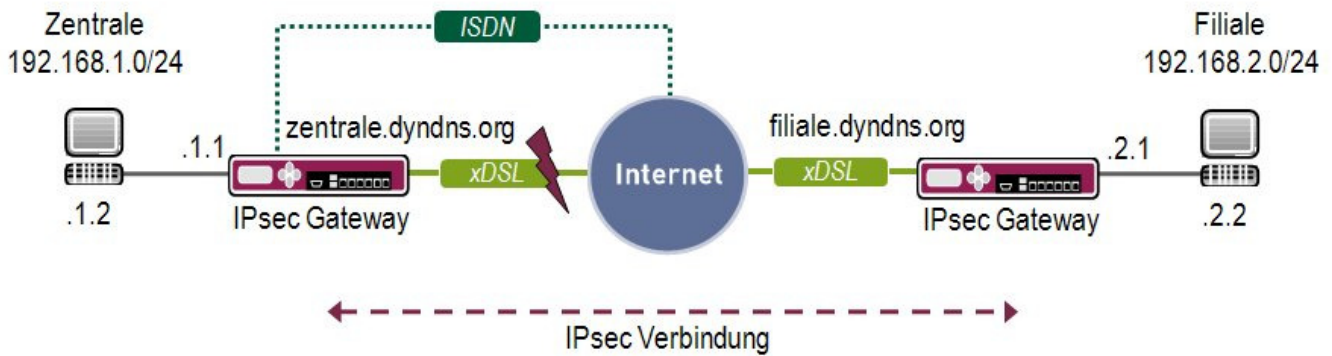 Zentrale
192.168.1.0/24
ISDN
Filiale
192.168.2.0/24
zentrale.dyndns.org
filiale.dyndns.org
.1.1
xDSL
Internet
xDSL
.2.1
.1.2
IPsec Gateway
IPsec Gateway
.2.2
IPsec Verbindung